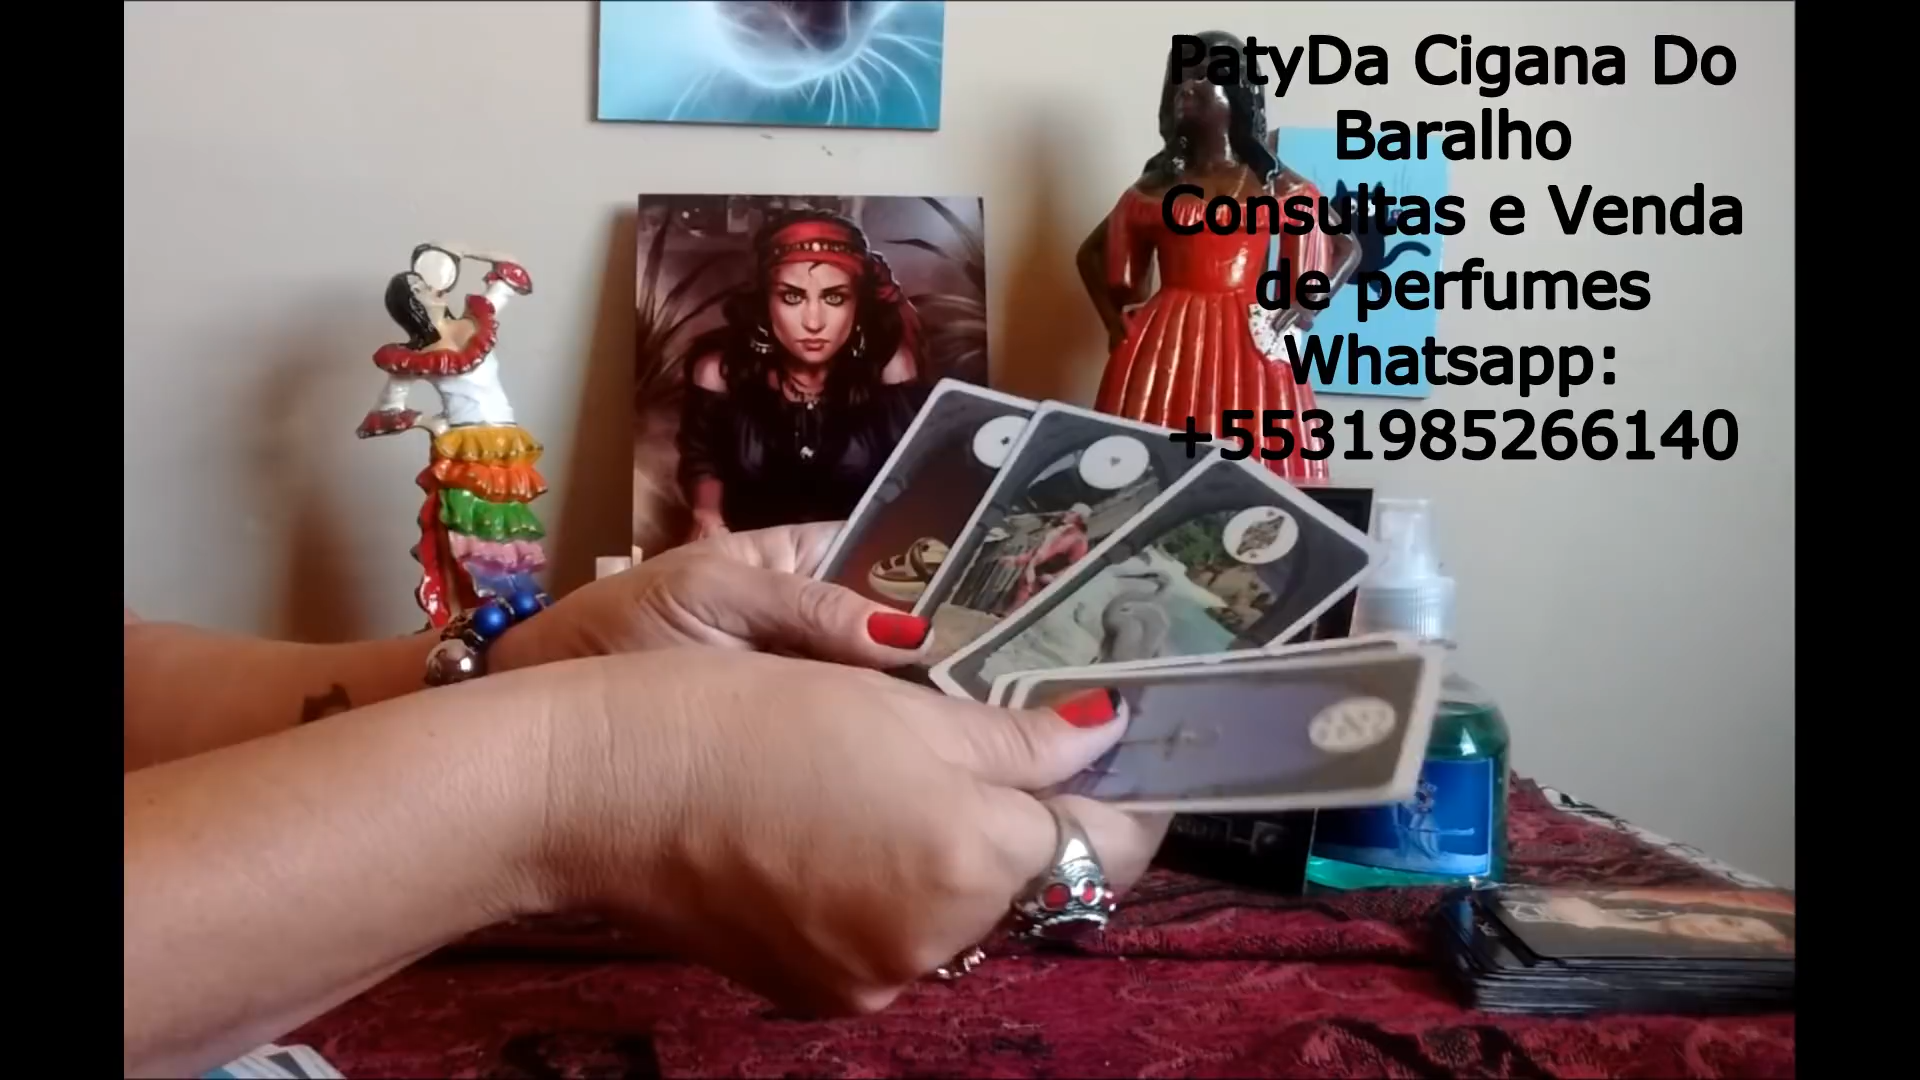 PatyDa Cigana Do
Baralho
Consultas e Venda
de perfumes
Whatsapp:
+5531985266140